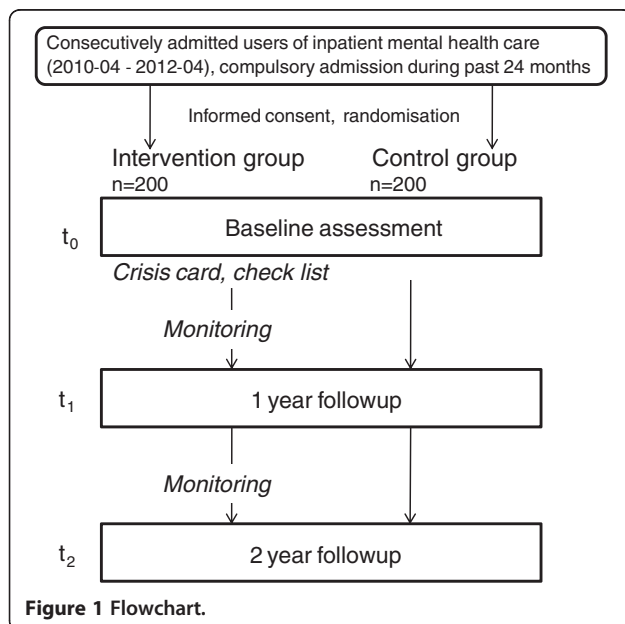 Consecutively admitted users of inpatient mental health care
(2010-04 - 2012-04), compulsory admission during past 24 months
Informed consent, randomisation
Intervention group Control group
n=200 n=200
t0 Baseline assessment
Crisis card, check list
Monitoring
t1 1 year followup
Monitoring
t2 2 year followup
Figure 1 Flowchart.